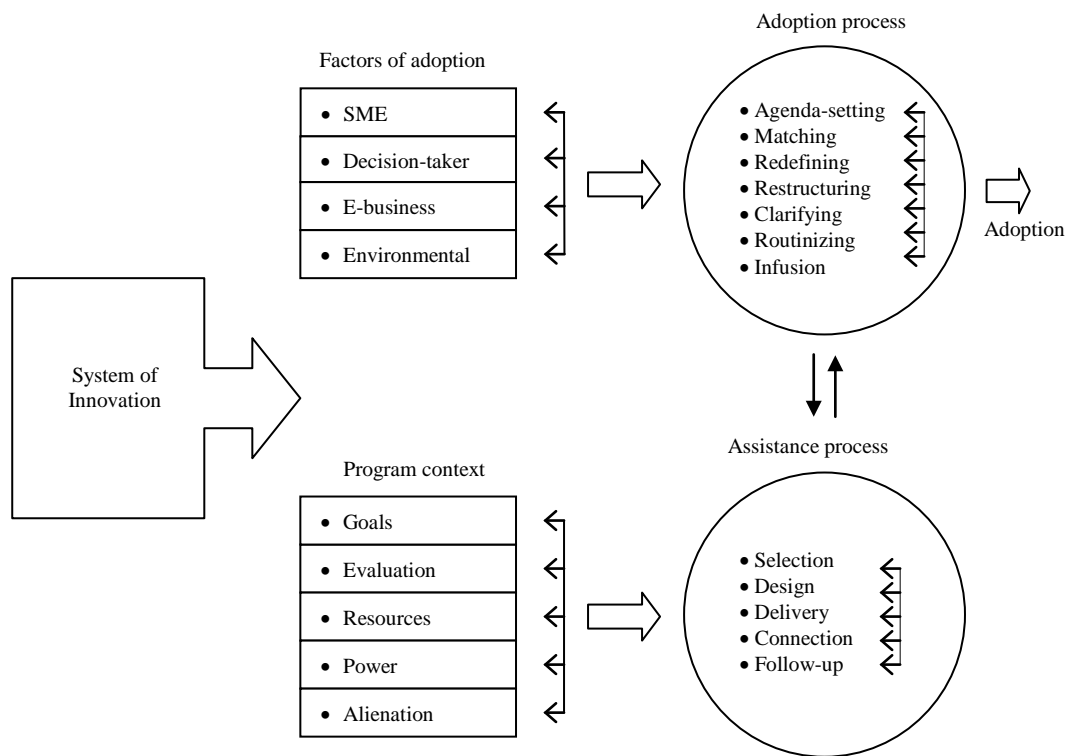 Adoption process
Factors of adoption
• SME
• Decision-taker
• E-business
• Environmental
• Agenda-setting
• Matching
• Redefining
• Restructuring
• Clarifying
• Routinizing
• Infusion
Adoption
System of
Innovation
Program context
• Goals
• Evaluation
• Resources
• Power
• Alienation
Assistance process
• Selection
• Design
• Delivery
• Connection
• Follow-up